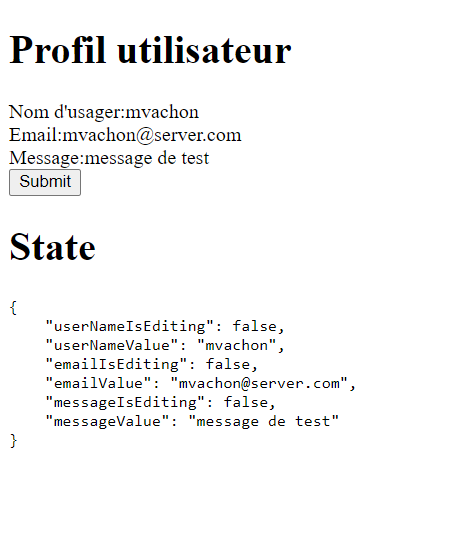 Profil utilisateur
Nom d'usager:mvachon
Email:mvachon@server.com
Message:message de test
Submit
State
{
    "userNameIsEditing": false,
    "userNameValue": "mvachon",
    "emailIsEditing": false,
    "emailValue": "mvachon@server.com",
    "messageIsEditing": false,
    "messageValue": "message de test"
}